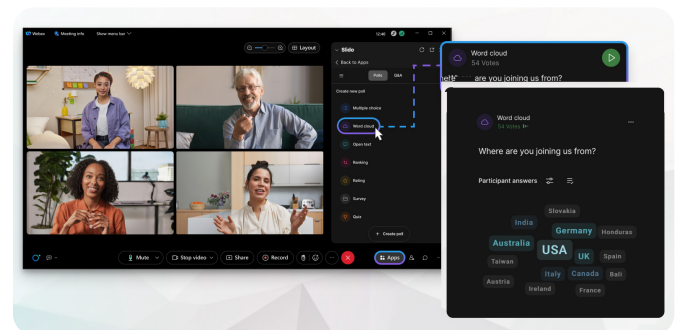 Webex Meeting info Show menu bar
12:40
Layout
Slido
Back to Apps
Polls Q&A
Create new poll
Multiple choice
Word cloud
Open text
Ranking
Rating
Survey
Quiz
+ Create poll
Mute Stop video Share Record Apps
Word cloud
54 Votes
are you joining us from?
Word cloud
54 Votes
Where are you joining us from?
Participant answers
Slovakia
India
Germany Honduras
Australia USA UK Spain
Taiwan
Italy Canada Bali
Austria
Ireland France